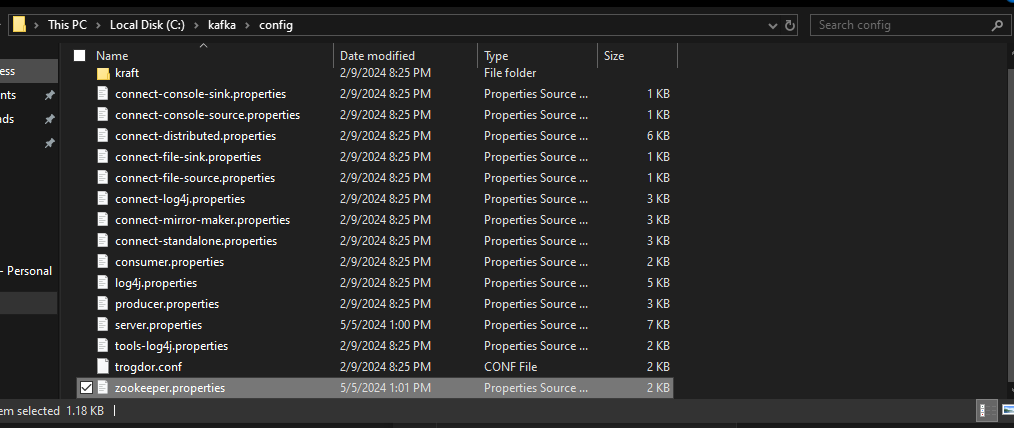 This PC > Local Disk (C:) > kafka > config
Search config
Name Date modified Type Size
kraft 2/9/2024 8:25 PM File folder
connect-console-sink.properties 2/9/2024 8:25 PM Properties Source ... 1 KB
connect-console-source.properties 2/9/2024 8:25 PM Properties Source ... 1 KB
connect-distributed.properties 2/9/2024 8:25 PM Properties Source ... 6 KB
connect-file-sink.properties 2/9/2024 8:25 PM Properties Source ... 1 KB
connect-file-source.properties 2/9/2024 8:25 PM Properties Source ... 1 KB
connect-log4j.properties 2/9/2024 8:25 PM Properties Source ... 3 KB
connect-mirror-maker.properties 2/9/2024 8:25 PM Properties Source ... 3 KB
connect-standalone.properties 2/9/2024 8:25 PM Properties Source ... 3 KB
consumer.properties 2/9/2024 8:25 PM Properties Source ... 2 KB
log4j.properties 2/9/2024 8:25 PM Properties Source ... 5 KB
producer.properties 2/9/2024 8:25 PM Properties Source ... 3 KB
server.properties 5/5/2024 1:00 PM Properties Source ... 7 KB
tools-log4j.properties 2/9/2024 8:25 PM Properties Source ... 2 KB
trogdor.conf 2/9/2024 8:25 PM CONF File 2 KB
zookeeper.properties 5/5/2024 1:01 PM Properties Source ... 2 KB
ess
nts
ds
- Personal
em selected 1.18 KB